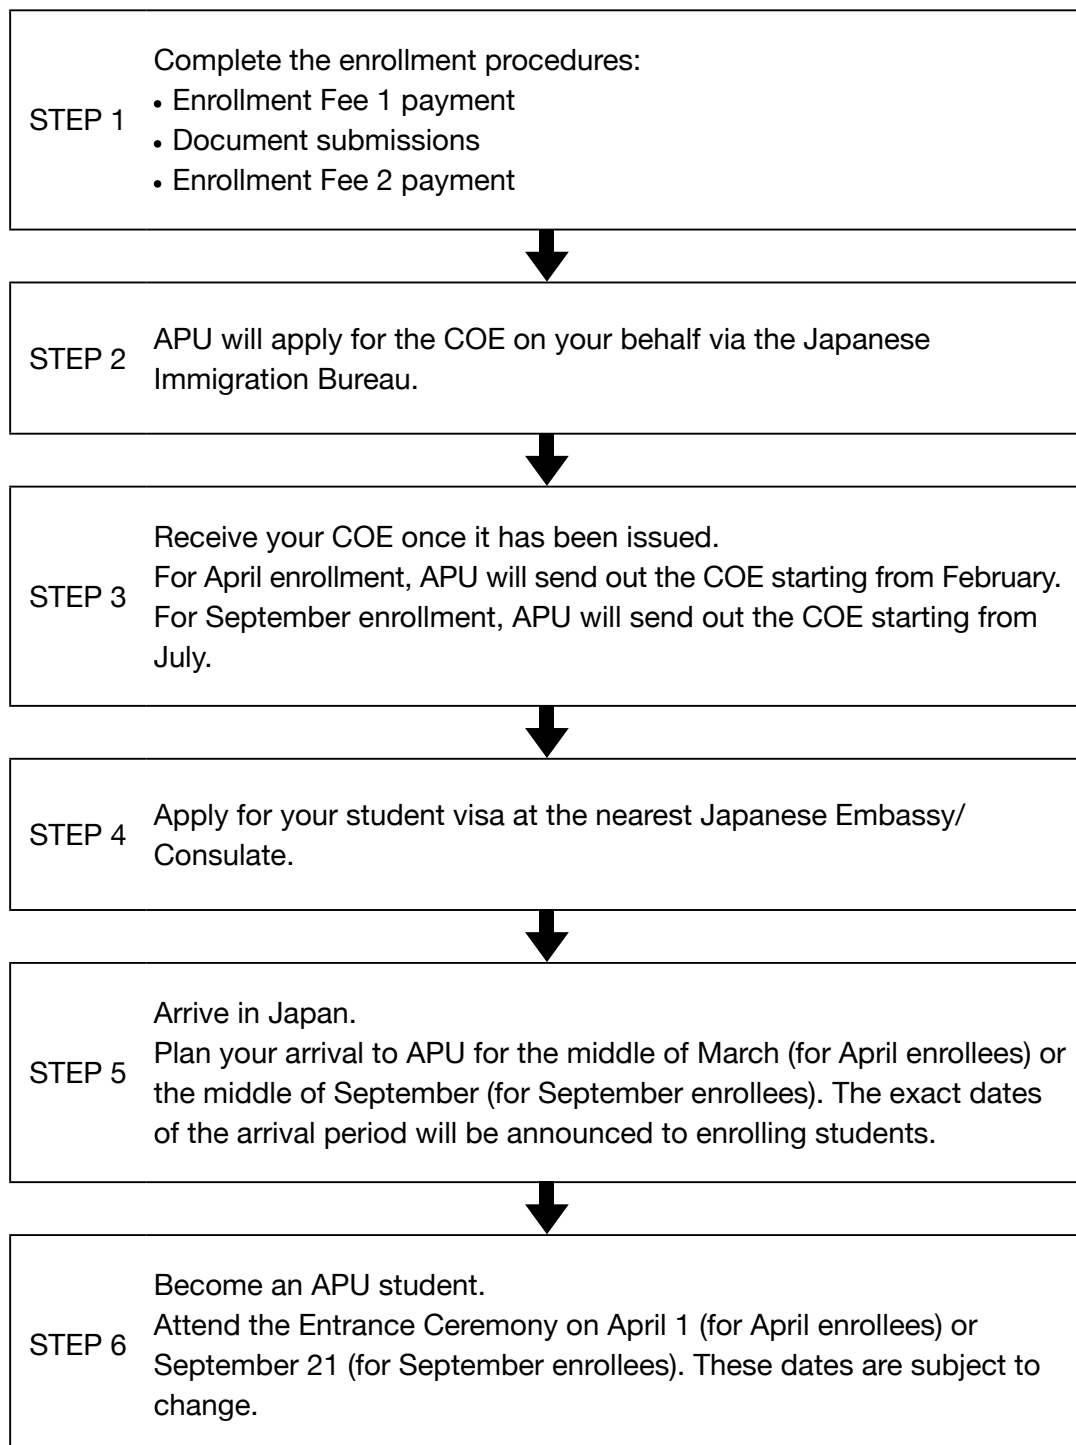 STEP 1
Complete the enrollment procedures:
• Enrollment Fee 1 payment
• Document submissions
• Enrollment Fee 2 payment
STEP 2
APU will apply for the COE on your behalf via the Japanese
Immigration Bureau.
STEP 3
Receive your COE once it has been issued.
For April enrollment, APU will send out the COE starting from February.
For September enrollment, APU will send out the COE starting from
July.
STEP 4
Apply for your student visa at the nearest Japanese Embassy/
Consulate.
STEP 5
Arrive in Japan.
Plan your arrival to APU for the middle of March (for April enrollees) or
the middle of September (for September enrollees). The exact dates
of the arrival period will be announced to enrolling students.
STEP 6
Become an APU student.
Attend the Entrance Ceremony on April 1 (for April enrollees) or
September 21 (for September enrollees). These dates are subject to
change.